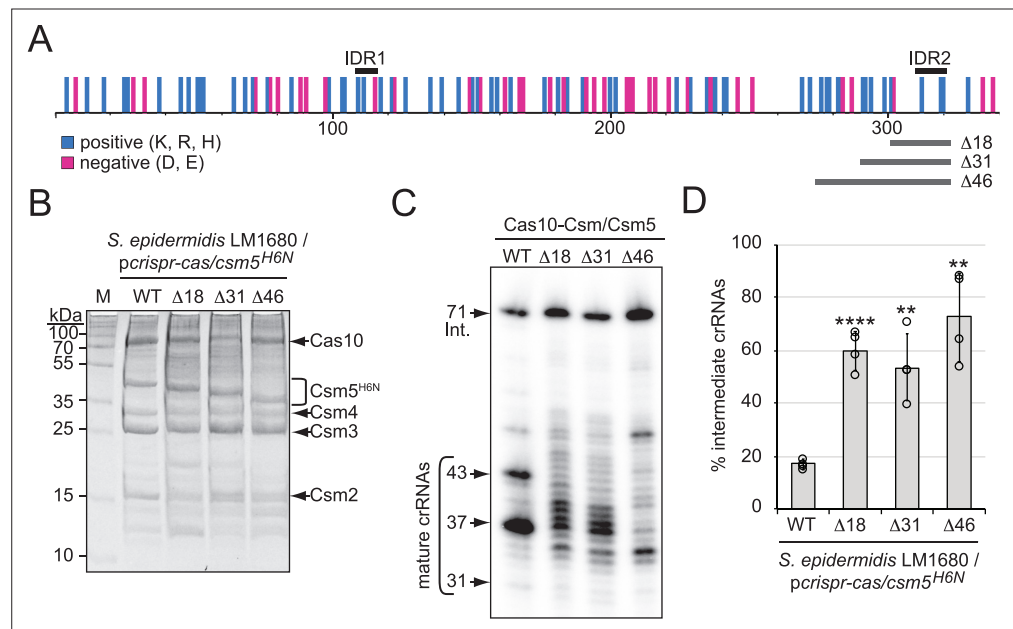 A
IDR1
IDR2
100
200
300
positive (K, R, H)
negative (D, E)
Δ18
Δ31
Δ46
B
S. epidermidis LM1680 /
pcrispr-cas/csm5H6N
M WT Δ18 Δ31 Δ46
kDa
100
70
55
35
25
15
10
Cas10
Csm5H6N
Csm4
Csm3
Csm2
C
Cas10-Csm/Csm5
WT Δ18 Δ31 Δ46
71
Int.
43
37
31
mature crRNAs
D
% intermediate crRNAs
100
80
60
40
20
0
****
**
**
WT Δ18 Δ31 Δ46
S. epidermidis LM1680 /
pcrispr-cas/csm5H6N